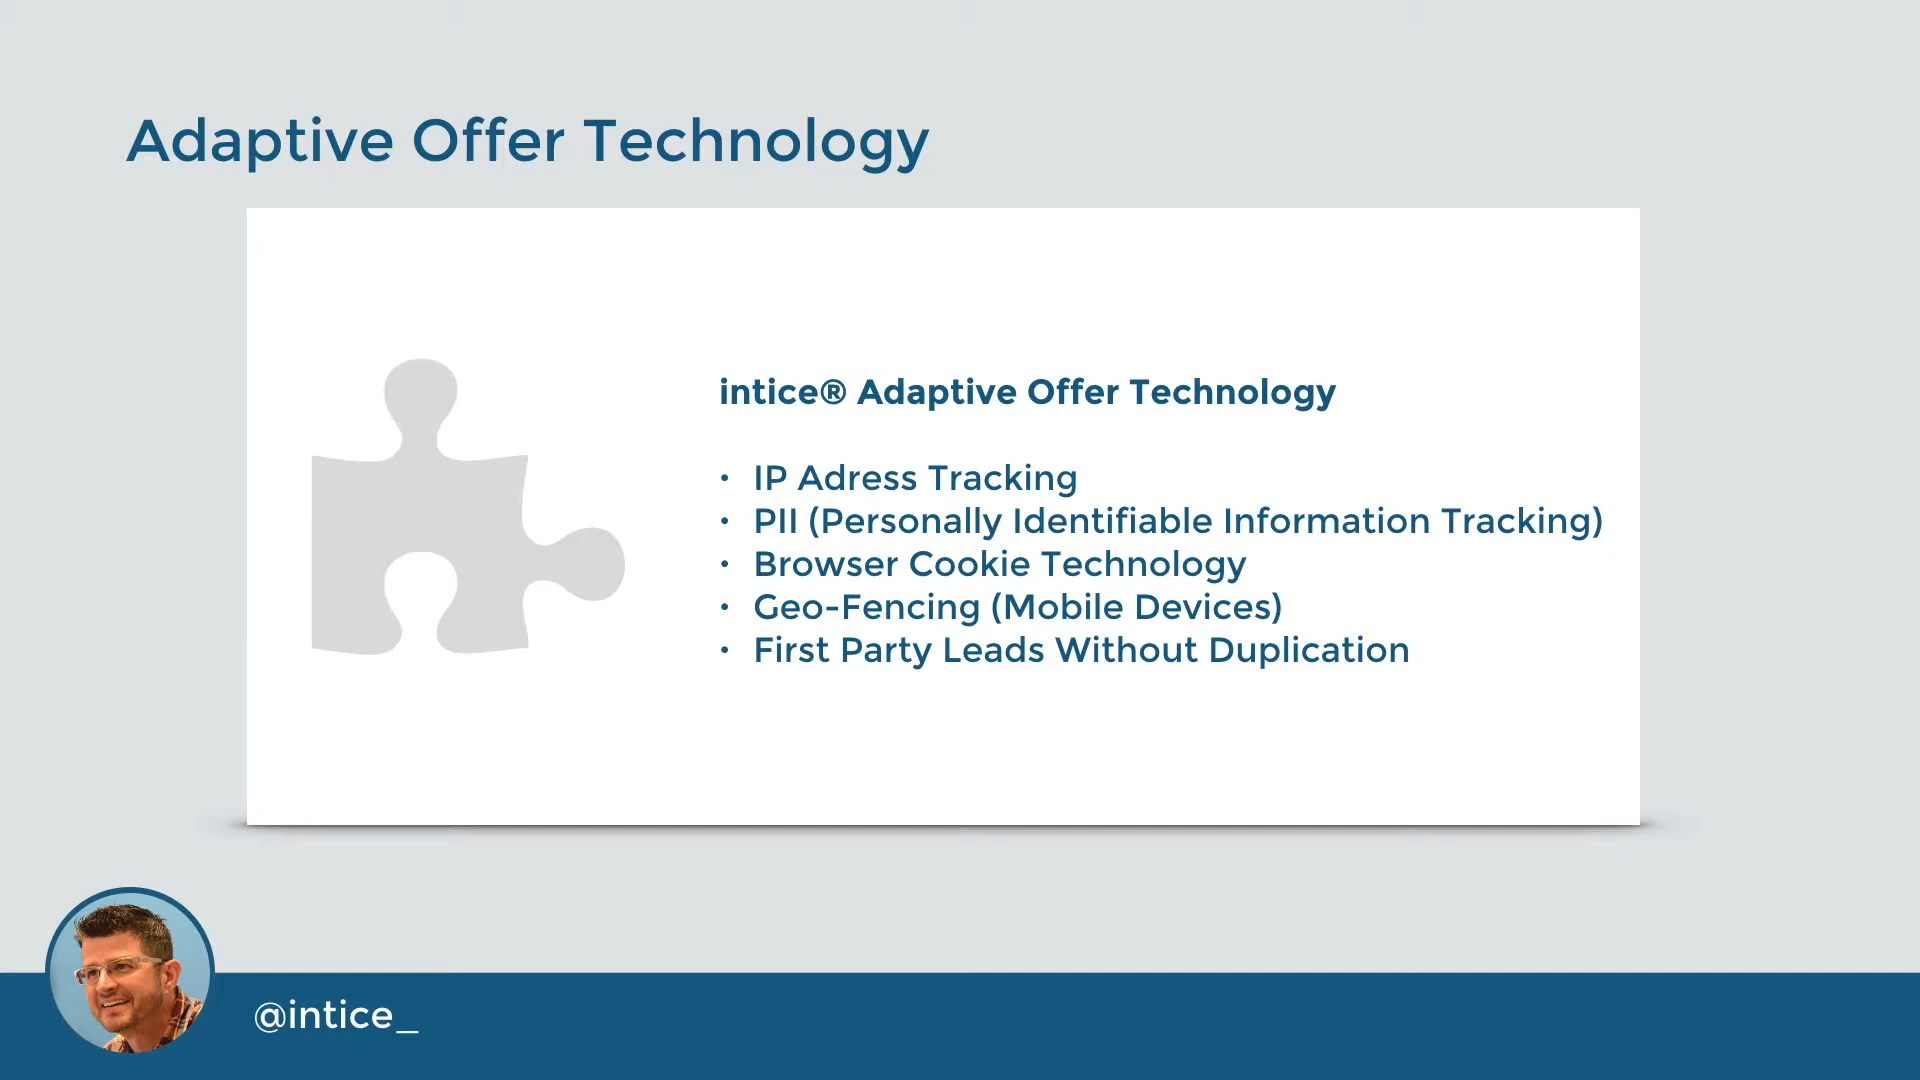 Adaptive Offer Technology
intice® Adaptive Offer Technology
• IP Adress Tracking
• PII (Personally Identifiable Information Tracking)
• Browser Cookie Technology
• Geo-Fencing (Mobile Devices)
• First Party Leads Without Duplication
@intice_